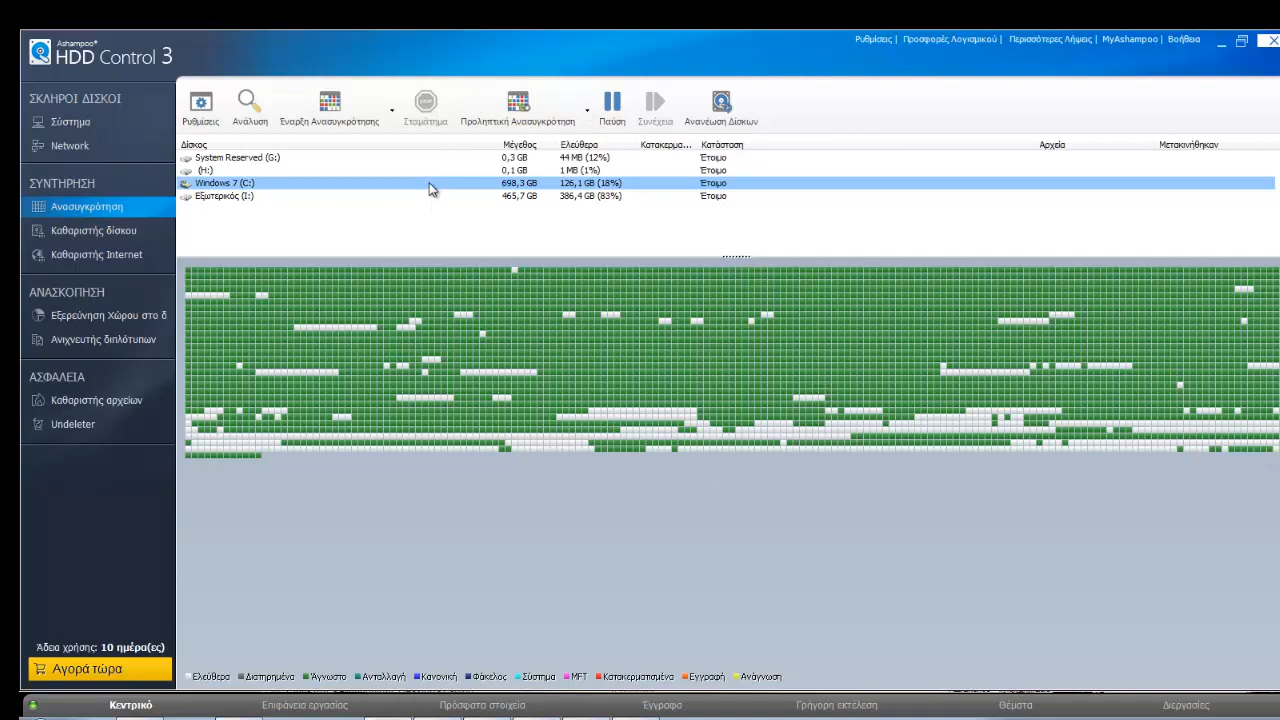 Ashampoo®
HDD Control 3
Ρυθμίσεις | Προσφορές Λογισμικού | Περισσότερες Λήψεις | MyAshampoo | Βοήθεια
ΣΚΛΗΡΟΙ ΔΙΣΚΟΙ
Σύστημα
Network
ΣΥΝΤΗΡΗΣΗ
Ανασυγκρότηση
Καθαριστής δίσκου
Καθαριστής Internet
ΑΝΑΣΚΟΠΗΣΗ
Εξερεύνηση Χώρου στο δ
Ανιχνευτής διπλότυπων
ΑΣΦΑΛΕΙΑ
Καθαριστής αρχείων
Undeleter
Άδεια χρήσης: 10 ημέρα(ες)
Αγορά τώρα
Ρυθμίσεις Ανάλυση Έναρξη Ανασυγκρότησης STOP Σταμάτημα Προληπτική Ανασυγκρότηση Παύση Συνέχεια Ανανέωση Δίσκων
Δίσκος Μέγεθος Ελεύθερα Κατακερμα... Κατάσταση Αρχεία Μετακινήθηκαν
System Reserved (G:) 0,3 GB 44 MB (12%) Έτοιμο
(H:) 0,1 GB 1 MB (1%) Έτοιμο
Windows 7 (C:) 698,3 GB 126,1 GB (18%) Έτοιμο
Εξωτερικός (I:) 465,7 GB 386,4 GB (83%) Έτοιμο
Ελεύθερα Διατηρημένα Άγνωστο Ανταλλαγή Κανονική Φάκελος Σύστημα MFT Κατακερματισμένα Εγγραφή Ανάγνωση
Κεντρικό Επιφάνεια εργασίας Πρόσφατα στοιχεία Έγγραφα Γρήγορη εκτέλεση Θέματα Διεργασίες